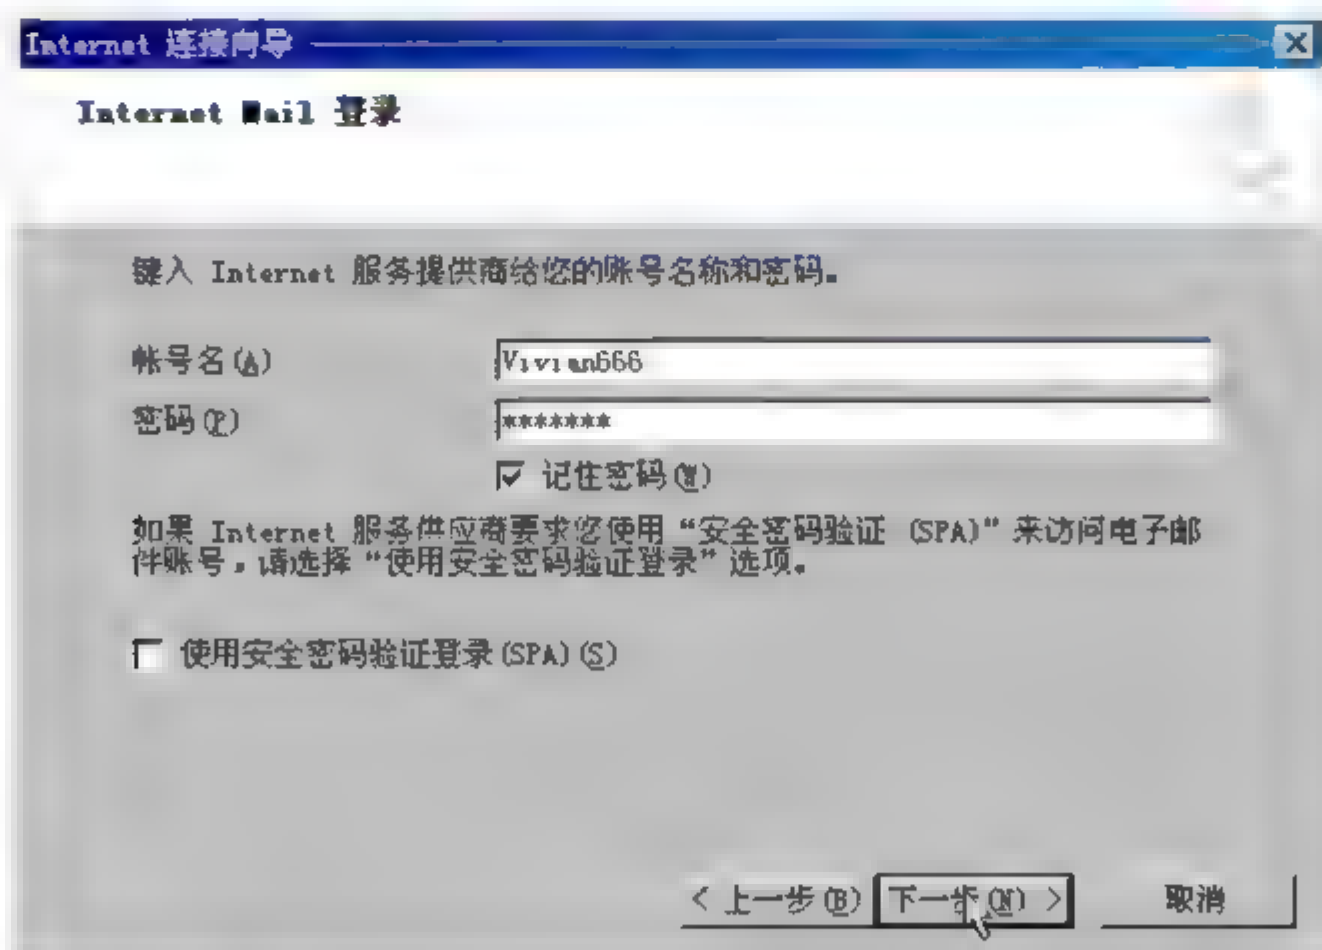 Internet 连接向导
Internet Mail 登录
键入 Internet 服务提供商给您的账号名称和密码。
帐号名(A)
Vivian666
密码(P)
*******
记住密码(W)
如果 Internet 服务供应商要求您使用“安全密码验证 (SPA)”来访问电子邮
件账号，请选择“使用安全密码验证登录”选项。
使用安全密码验证登录(SPA)(S)
< 上一步(B) 下一步(N) > 取消